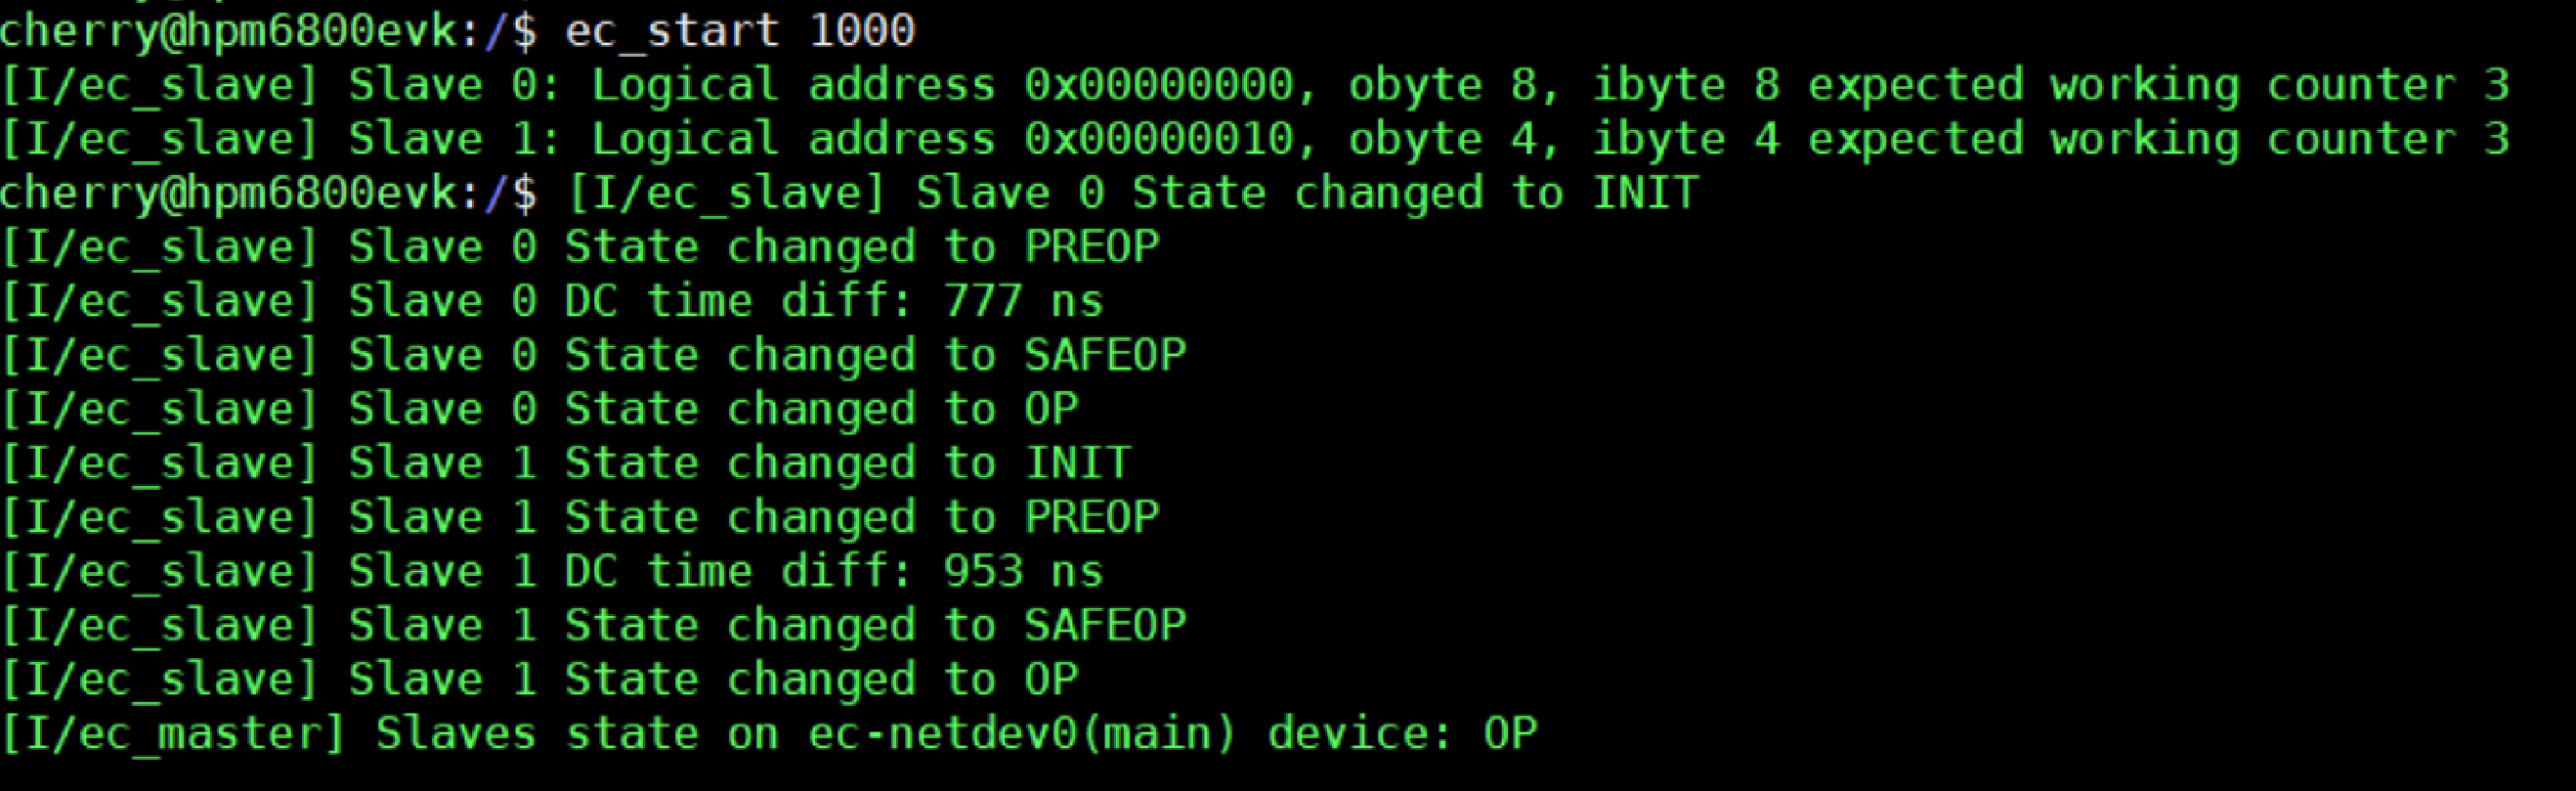 cherry@hpm6800evk:/$ ec_start 1000
[I/ec_slave] Slave 0: Logical address 0x00000000, obyte 8, ibyte 8 expected working counter 3
[I/ec_slave] Slave 1: Logical address 0x00000010, obyte 4, ibyte 4 expected working counter 3
cherry@hpm6800evk:/$ [I/ec_slave] Slave 0 State changed to INIT
[I/ec_slave] Slave 0 State changed to PREOP
[I/ec_slave] Slave 0 DC time diff: 777 ns
[I/ec_slave] Slave 0 State changed to SAFEOP
[I/ec_slave] Slave 0 State changed to OP
[I/ec_slave] Slave 1 State changed to INIT
[I/ec_slave] Slave 1 State changed to PREOP
[I/ec_slave] Slave 1 DC time diff: 953 ns
[I/ec_slave] Slave 1 State changed to SAFEOP
[I/ec_slave] Slave 1 State changed to OP
[I/ec_master] Slaves state on ec-netdev0(main) device: OP